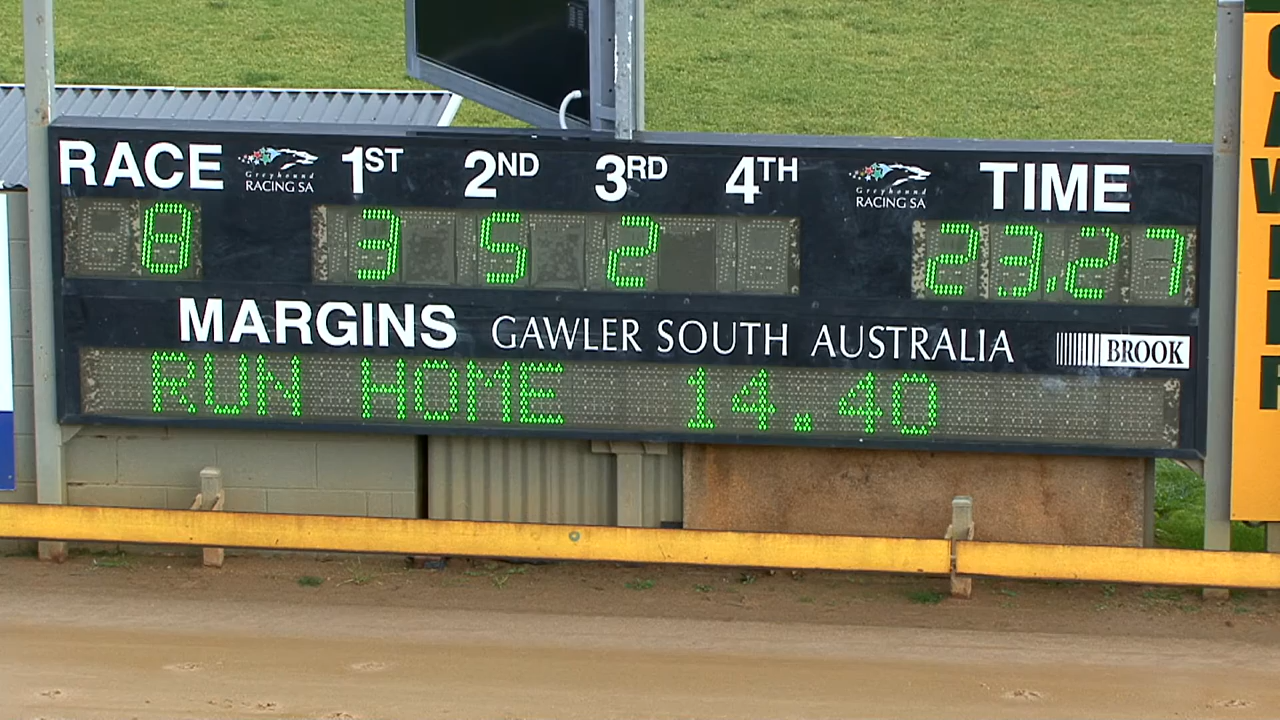 RACE Greyhound RACING SA 1ST 2ND 3RD 4TH Greyhound RACING SA TIME
8 3 5 2 23.27
MARGINS GAWLER SOUTH AUSTRALIA BROOK
RUN HOME 14.40